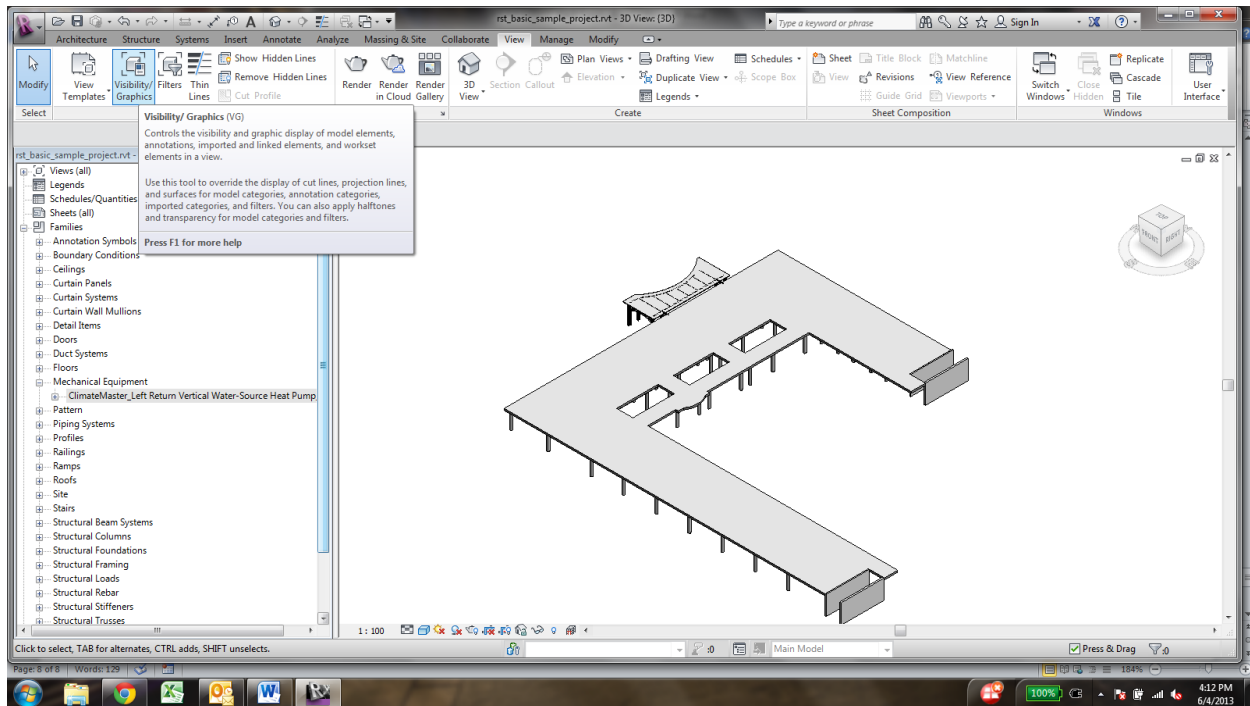 rst_basic_sample_project.rvt - 3D View: {3D}
Type a keyword or phrase
Sign In
Architecture Structure Systems Insert Annotate Analyze Massing & Site Collaborate View Manage Modify
Modify
View Templates
Visibility/ Graphics
Filters
Thin Lines
Show Hidden Lines
Remove Hidden Lines
Cut Profile
Render
Render in Cloud
Render Gallery
3D View
Section
Callout
Plan Views
Elevation
Drafting View
Duplicate View
Legends
Schedules
Scope Box
Sheet
View
Title Block
Revisions
Guide Grid
Matchline
View Reference
Viewports
Switch Windows
Close Hidden
Replicate
Cascade
Tile
User Interface
Select
Create
Sheet Composition
Windows
Visibility/ Graphics (VG)
Controls the visibility and graphic display of model elements,
annotations, imported and linked elements, and workset
elements in a view.
Use this tool to override the display of cut lines, projection lines,
and surfaces for model categories, annotation categories,
imported categories, and filters. You can also apply halftones
and transparency for model categories and filters.
Press F1 for more help
rst_basic_sample_project.rvt -
Views (all)
Legends
Schedules/Quantities
Sheets (all)
Families
Annotation Symbols
Boundary Conditions
Ceilings
Curtain Panels
Curtain Systems
Curtain Wall Mullions
Detail Items
Doors
Duct Systems
Floors
Mechanical Equipment
ClimateMaster_Left Return Vertical Water-Source Heat Pump
Pattern
Piping Systems
Profiles
Railings
Ramps
Roofs
Site
Stairs
Structural Beam Systems
Structural Columns
Structural Foundations
Structural Framing
Structural Loads
Structural Rebar
Structural Stiffeners
Structural Trusses
TOP
FRONT
RIGHT
1 : 100
Click to select, TAB for alternates, CTRL adds, SHIFT unselects.
:0
Main Model
Press & Drag
:0
Page: 8 of 8 Words: 129
184%
100%
4:12 PM
6/4/2013